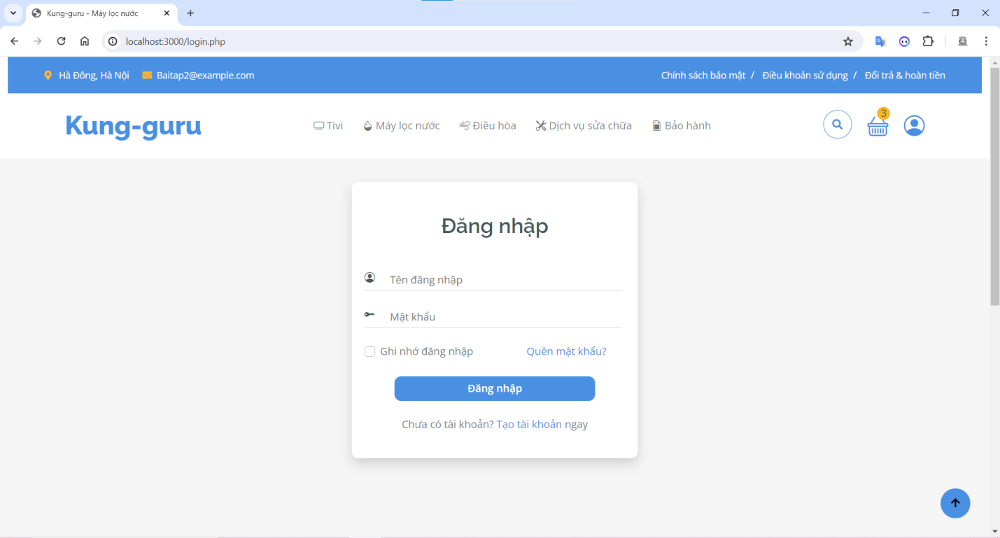 Kung-guru - Máy lọc nước
localhost:3000/login.php
Hà Đông, Hà Nội Baitap2@example.com Chính sách bảo mật / Điều khoản sử dụng / Đổi trả & hoàn tiền
Kung-guru Tivi Máy lọc nước Điều hòa Dịch vụ sửa chữa Bảo hành 3
Đăng nhập
Tên đăng nhập
Mật khẩu
Ghi nhớ đăng nhập Quên mật khẩu?
Đăng nhập
Chưa có tài khoản? Tạo tài khoản ngay